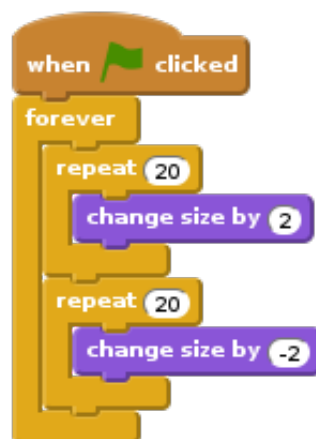 when clicked
forever
repeat 20
change size by 2
repeat 20
change size by -2